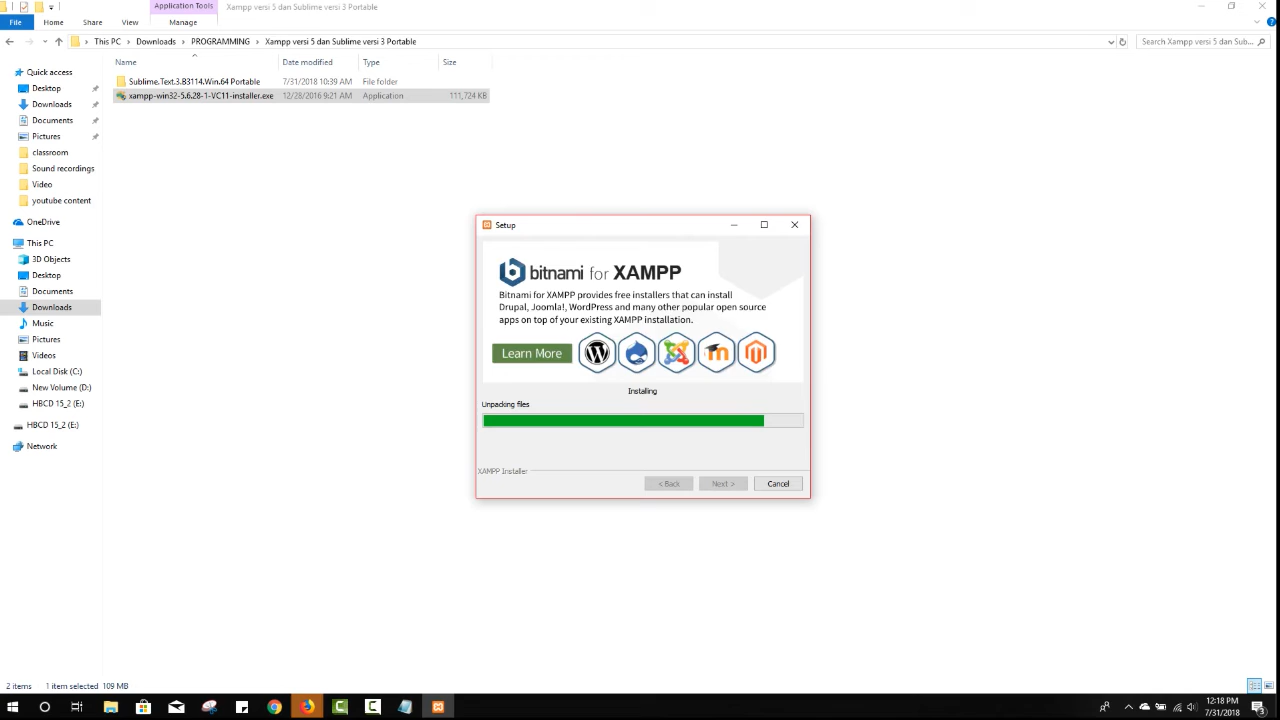 Application Tools
Xampp versi 5 dan Sublime versi 3 Portable
File
Home
Share
View
Manage
This PC
Downloads
PROGRAMMING
Xampp versi 5 dan Sublime versi 3 Portable
Search Xampp versi 5 dan Sub...
Name
Date modified
Type
Size
Sublime.Text.3.B3114.Win.64 Portable
7/31/2018 10:39 AM
File folder
xampp-win32-5.6.28-1-VC11-installer.exe
12/28/2016 9:21 AM
Application
111,724 KB
Quick access
Desktop
Downloads
Documents
Pictures
classroom
Sound recordings
Video
youtube content
OneDrive
This PC
3D Objects
Desktop
Documents
Downloads
Music
Pictures
Videos
Local Disk (C:)
New Volume (D:)
HBCD 15_2 (E:)
HBCD 15_2 (E:)
Network
Setup
bitnami for XAMPP
Bitnami for XAMPP provides free installers that can install
Drupal, Joomla!, WordPress and many other popular open source
apps on top of your existing XAMPP installation.
Learn More
Installing
Unpacking files
XAMPP Installer
< Back
Next >
Cancel
2 items
1 item selected 109 MB
12:18 PM
7/31/2018
3